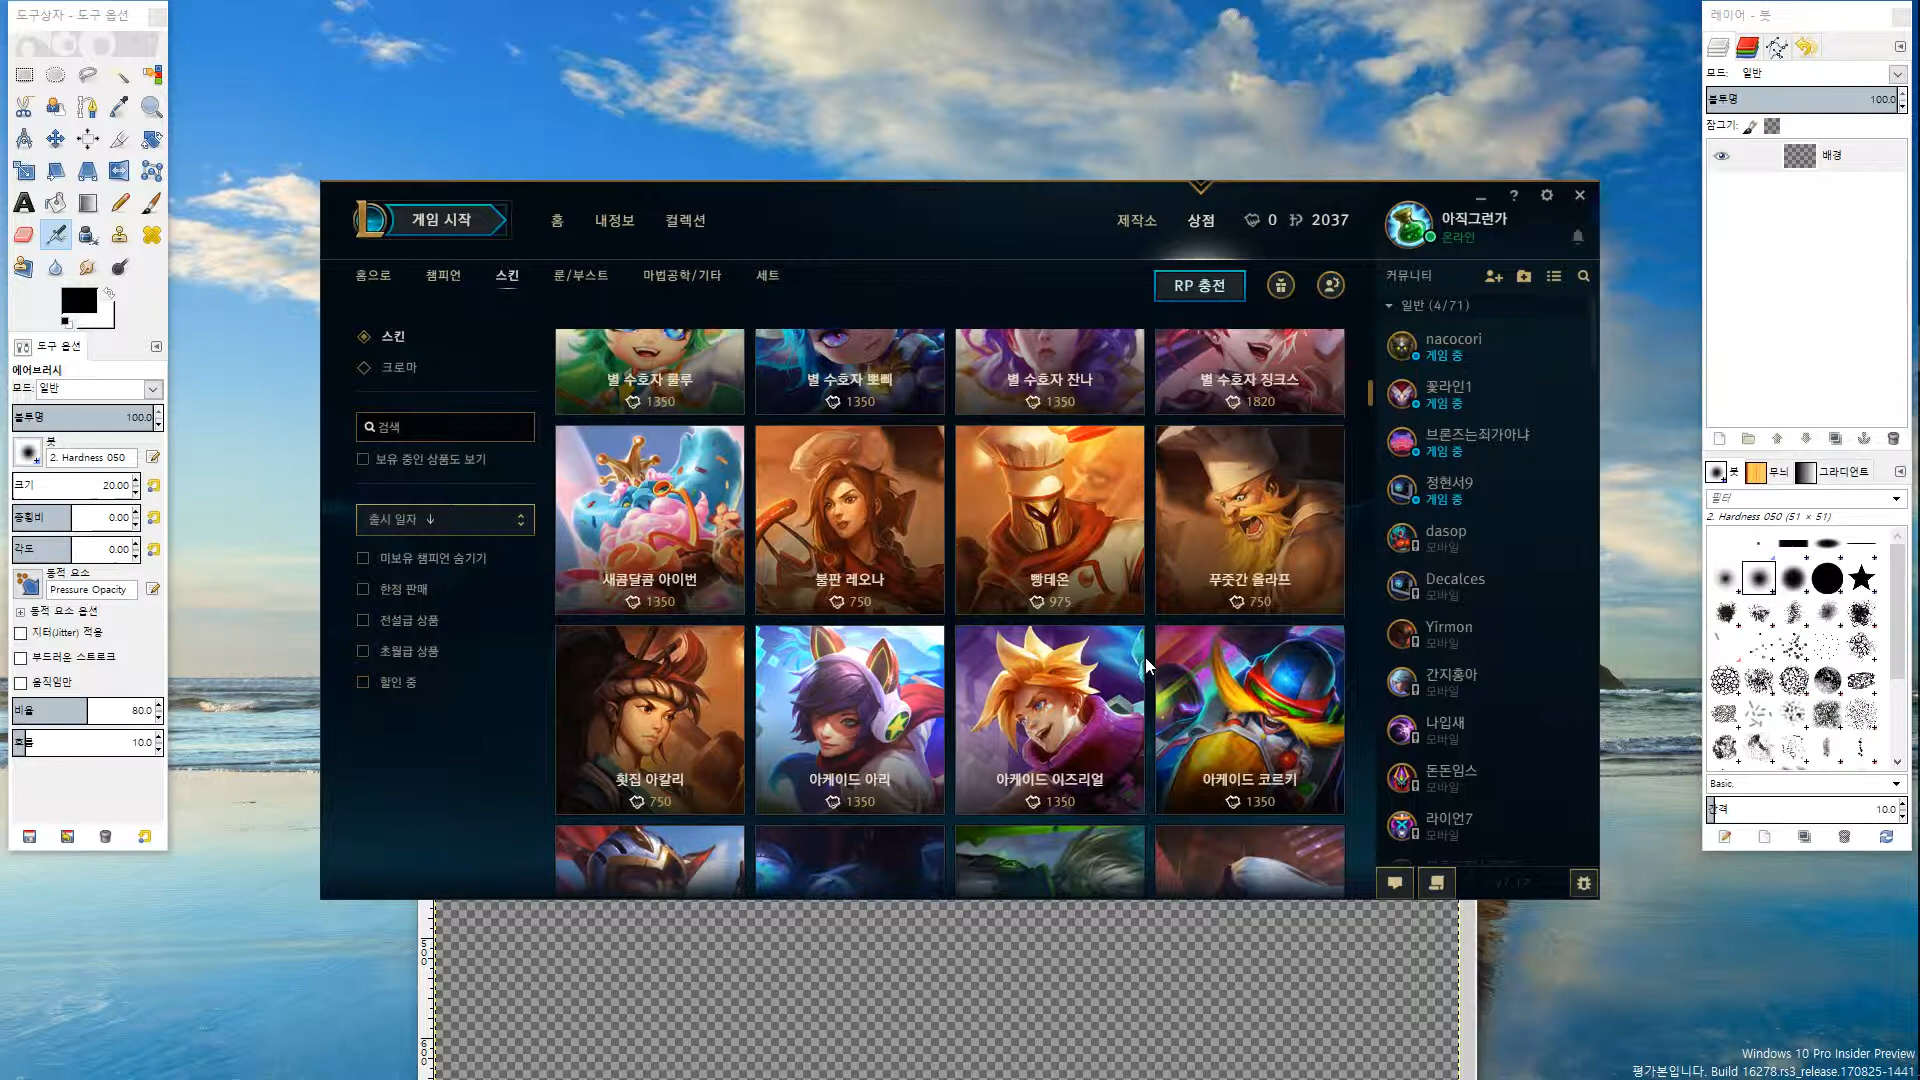 도구상자 - 도구 옵션
도구 옵션
에어브러시
모드: 일반
불투명 100.0
붓
2. Hardness 050
크기 20.00
종횡비 0.00
각도 0.00
동적 요소
Pressure Opacity
동적 요소 옵션
지터(Jitter) 적용
부드러운 스트로크
움직임만
비율 80.0
흐름 10.0
게임 시작
홈 내정보 컬렉션
제작소 상점 0 2037
아직그런가
온라인
홈으로 챔피언 스킨 룬/부스트 마법공학/기타 세트
RP 충전
스킨
크로마
검색
보유 중인 상품도 보기
출시 일자 ↓
미보유 챔피언 숨기기
한정 판매
전설급 상품
초월급 상품
할인 중
별 수호자 룰루
1350
별 수호자 뽀삐
1350
별 수호자 잔나
1350
별 수호자 징크스
1820
새콤달콤 아이번
1350
불판 레오나
750
빵테온
975
푸줏간 올라프
750
횟집 아칼리
750
아케이드 아리
1350
아케이드 이즈리얼
1350
아케이드 코르키
1350
커뮤니티
일반 (4/71)
nacocori
게임 중
꽃라인1
게임 중
브론즈는죄가아냐
게임 중
정현서9
게임 중
dasop
모바일
Decalces
모바일
Yirmon
모바일
간지홍아
모바일
나임새
모바일
돈돈임스
모바일
라이언7
모바일
V7.17
레이어 - 붓
모드: 일반
불투명 100.0
잠그기:
배경
붓 무늬 그라디언트
필터
2. Hardness 050 (51 × 51)
Basic,
간격 10.0
500
600
Windows 10 Pro Insider Preview
평가본입니다. Build 16278.rs3_release.170825-1441